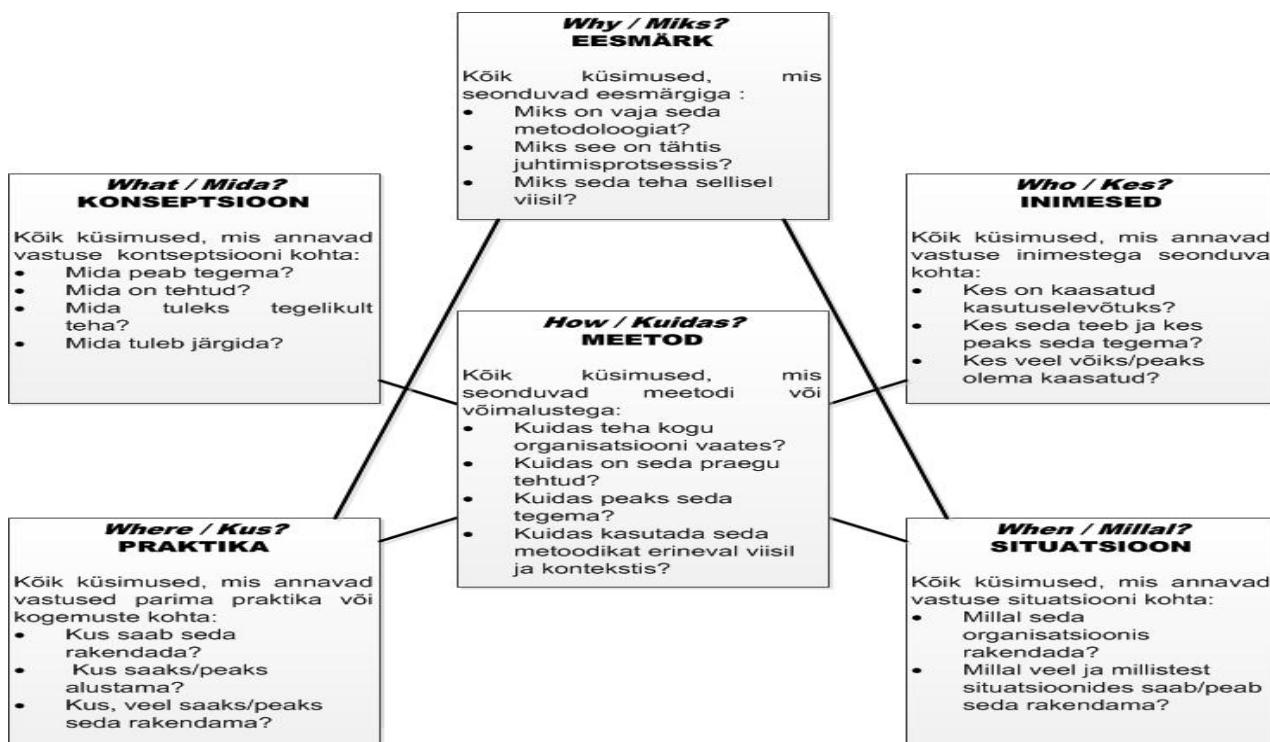 Why / Miks?
EESMÄRK
Kõik küsimused, mis
seonduvad eesmärgiga :
• Miks on vaja seda
metodoloogiat?
• Miks see on tähtis
juhtimisprotsessis?
• Miks seda teha sellisel
viisil?
What / Mida?
KONSEPTSIOON
Kõik küsimused, mis annavad
vastuse kontseptsiooni kohta:
• Mida peab tegema?
• Mida on tehtud?
• Mida tuleks tegelikult
teha?
• Mida tuleb järgida?
Who / Kes?
INIMESED
Kõik küsimused, mis annavad
vastuse inimestega seonduva
kohta:
• Kes on kaasatud
kasutuselevõtuks?
• Kes seda teeb ja kes
peaks seda tegema?
• Kes veel võiks/peaks
olema kaasatud?
How / Kuidas?
MEETOD
Kõik küsimused, mis
seonduvad meetodi või
võimalustega:
• Kuidas teha kogu
organisatsiooni vaates?
• Kuidas on seda praegu
tehtud?
• Kuidas peaks seda
tegema?
• Kuidas kasutada seda
metoodikat erineval viisil
ja kontekstis?
Where / Kus?
PRAKTIKA
Kõik küsimused, mis annavad
vastused parima praktika või
kogemuste kohta:
• Kus saab seda
rakendada?
• Kus saaks/peaks
alustama?
• Kus, veel saaks/peaks
seda rakendama?
When / Millal?
SITUATSIOON
Kõik küsimused, mis annavad
vastuse situatsiooni kohta:
• Millal seda
organisatsioonis
rakendada?
• Millal veel ja millistest
situatsioonides saab/peab
seda rakendama?